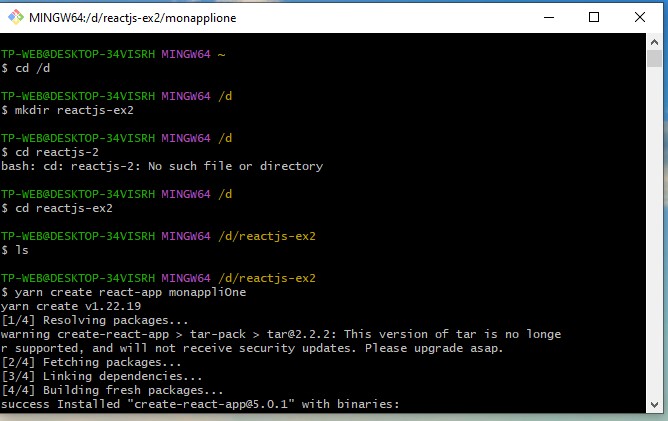 MINGW64:/d/reactjs-ex2/monapplione
TP-WEB@DESKTOP-34VISRH MINGW64 ~
$ cd /d
TP-WEB@DESKTOP-34VISRH MINGW64 /d
$ mkdir reactjs-ex2
TP-WEB@DESKTOP-34VISRH MINGW64 /d
$ cd reactjs-2
bash: cd: reactjs-2: No such file or directory
TP-WEB@DESKTOP-34VISRH MINGW64 /d
$ cd reactjs-ex2
TP-WEB@DESKTOP-34VISRH MINGW64 /d/reactjs-ex2
$ ls
TP-WEB@DESKTOP-34VISRH MINGW64 /d/reactjs-ex2
$ yarn create react-app monappliOne
yarn create v1.22.19
[1/4] Resolving packages...
warning create-react-app > tar-pack > tar@2.2.2: This version of tar is no longe
r supported, and will not receive security updates. Please upgrade asap.
[2/4] Fetching packages...
[3/4] Linking dependencies...
[4/4] Building fresh packages...
success Installed "create-react-app@5.0.1" with binaries: